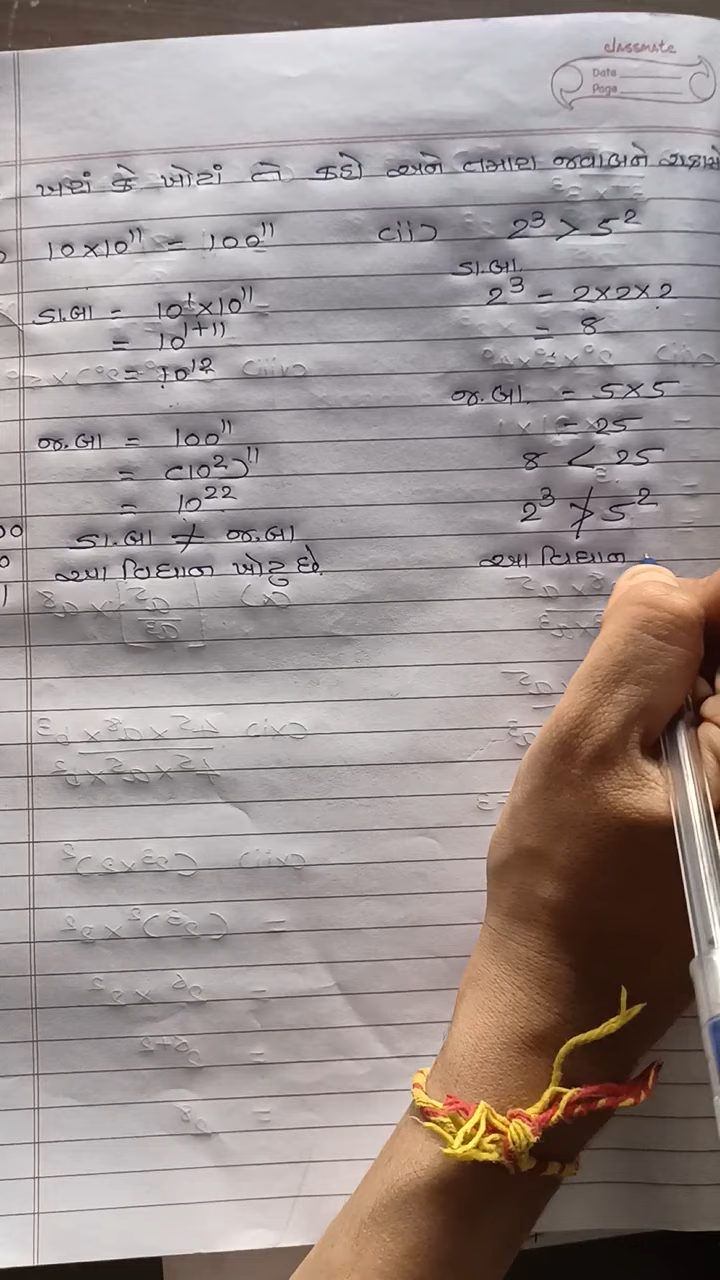 classmate
Date
Page
ખરાં કે ખોટાં તે કહો અને તમારા જવાબને
10×10¹¹ = 100¹¹
ડા.બા = 10¹×10¹¹
= 10¹⁺¹¹
= 10¹²
જ.બા = 100¹¹
= (10²)¹¹
= 10²²
ડા.બા ≠ જ.બા
આ વિધાન ખોટુ છે.
(ii) 2³ > 5²
ડા.બા.
2³ = 2×2×2
= 8
જ.બા. = 5×5
= 25
8 < 25
2³ ≯ 5²
આ વિધાન